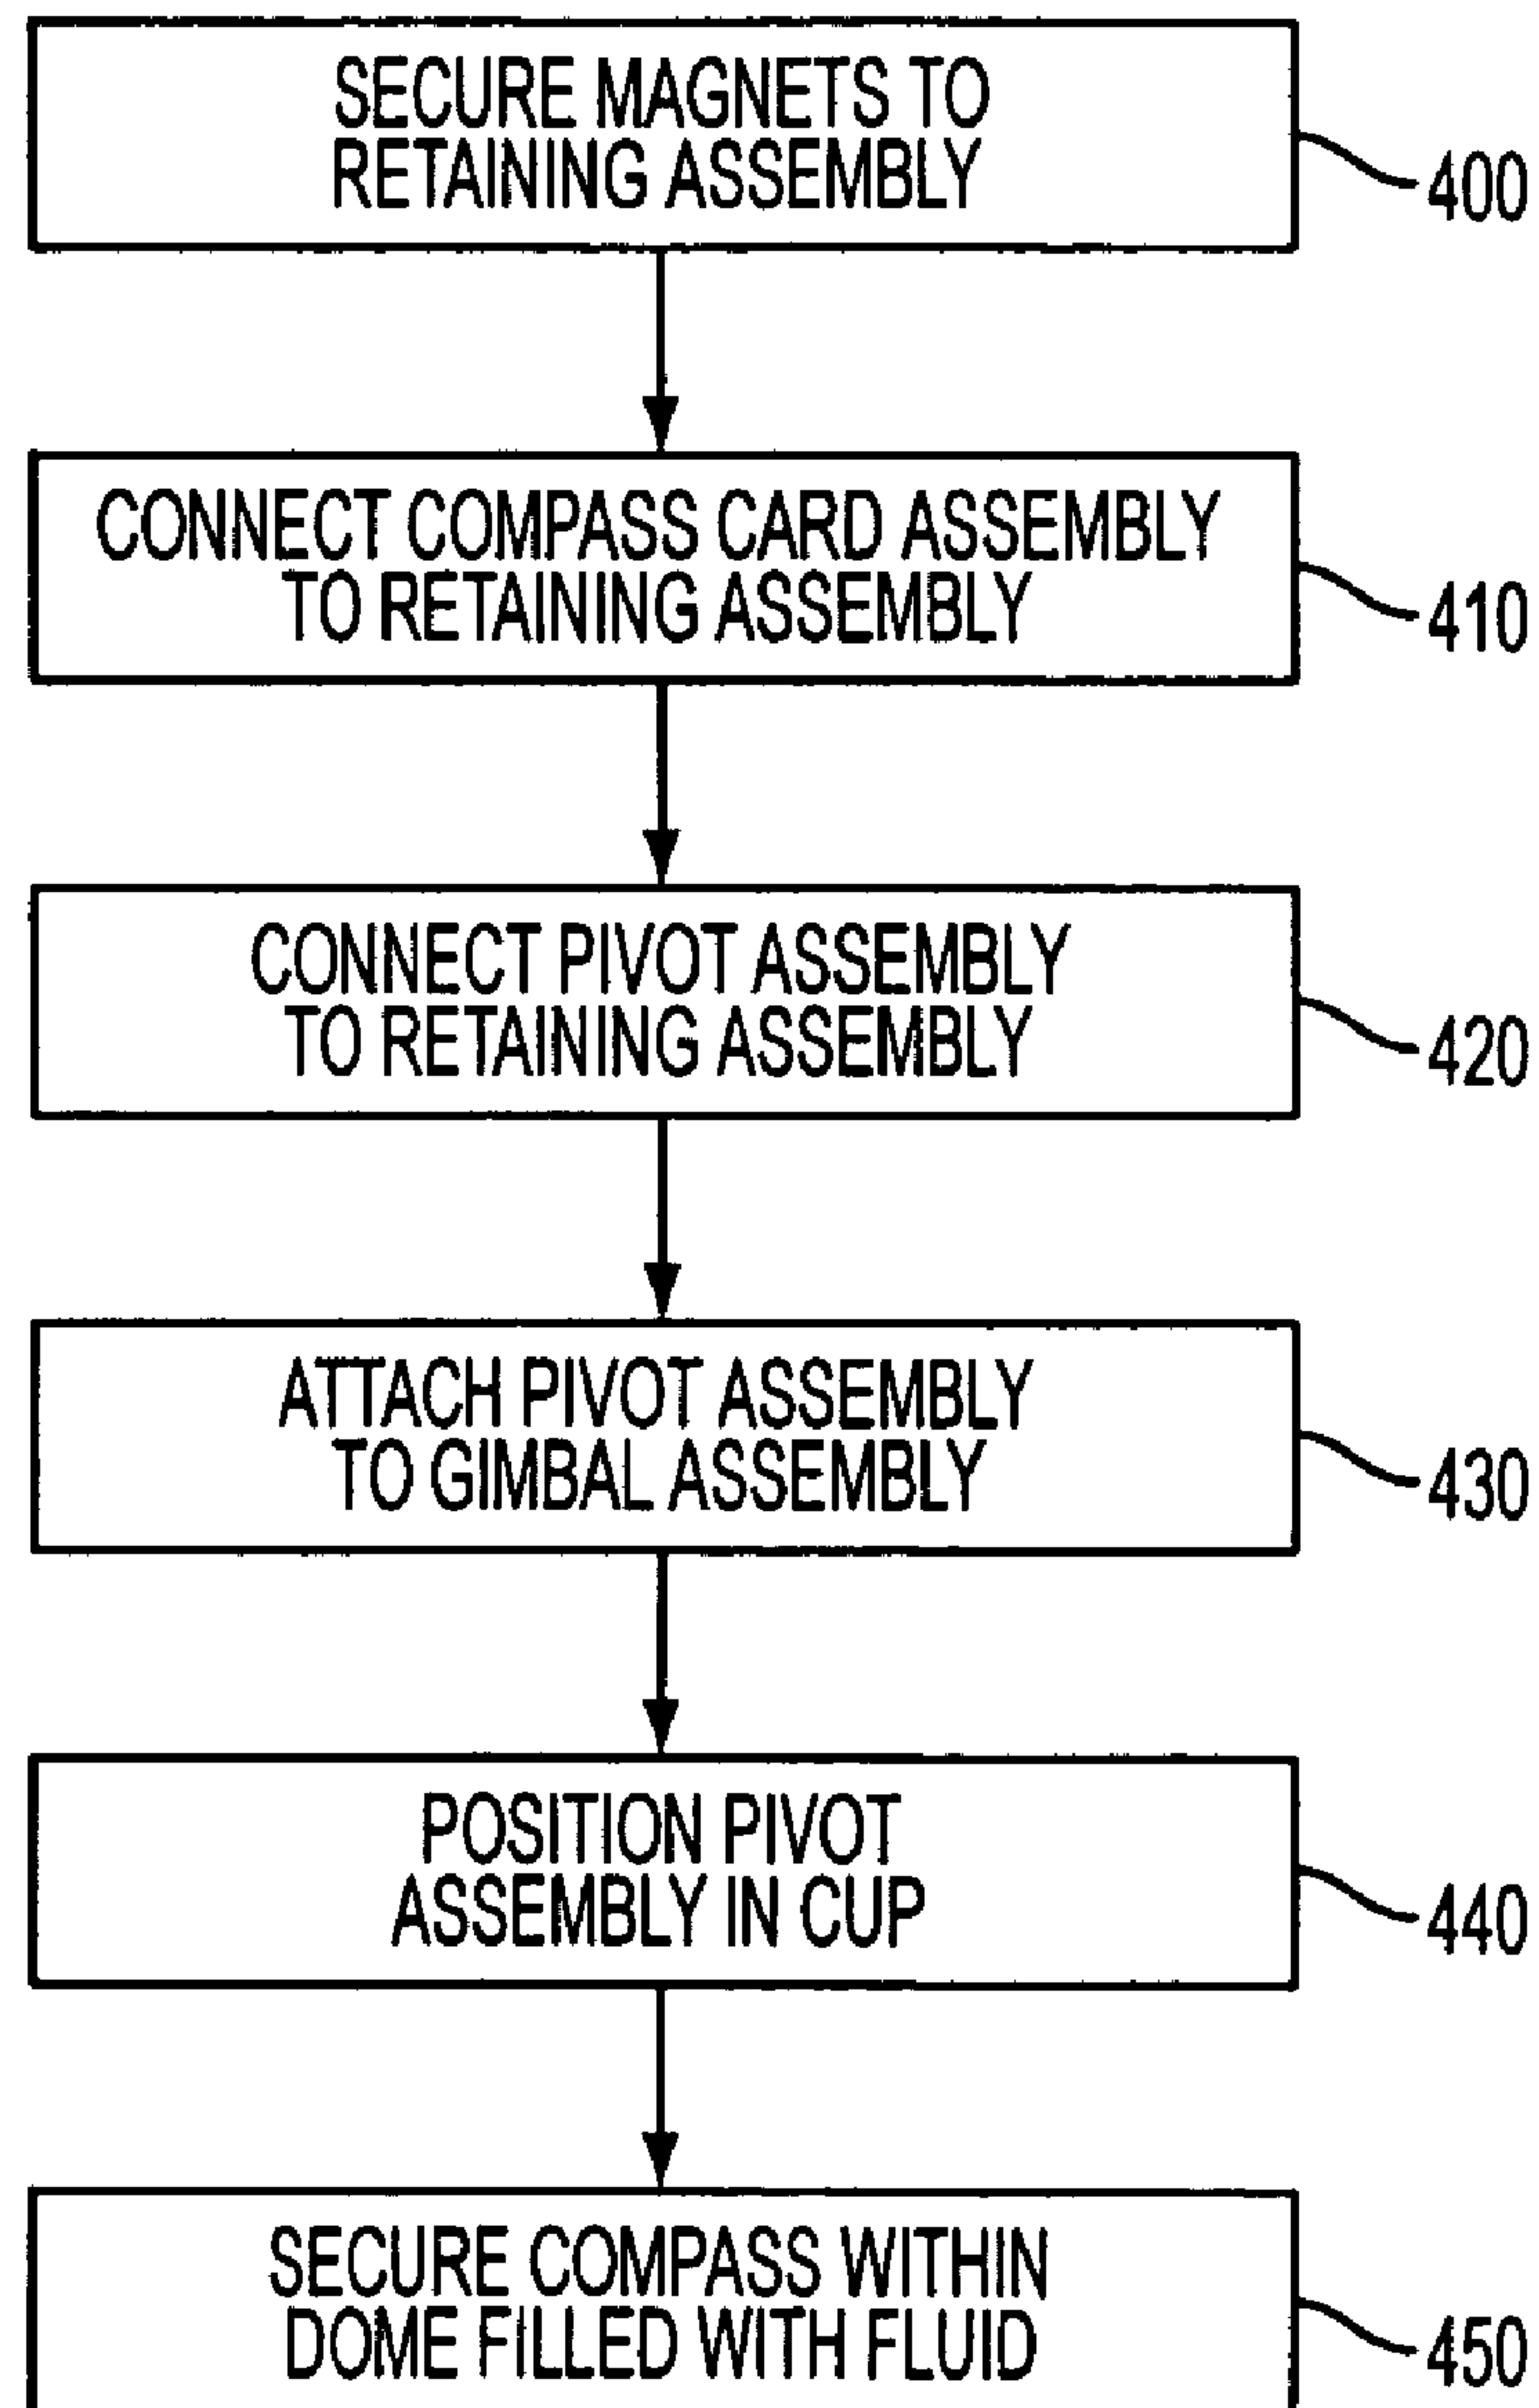 SECURE MAGNETS TO
RETAINING ASSEMBLY
400
CONNECT COMPASS CARD ASSEMBLY
TO RETAINING ASSEMBLY
410
CONNECT PIVOT ASSEMBLY
TO RETAINING ASSEMBLY
420
ATTACH PIVOT ASSEMBLY
TO GIMBAL ASSEMBLY
430
POSITION PIVOT
ASSEMBLY IN CUP
440
SECURE COMPASS WITHIN
DOME FILLED WITH FLUID
450